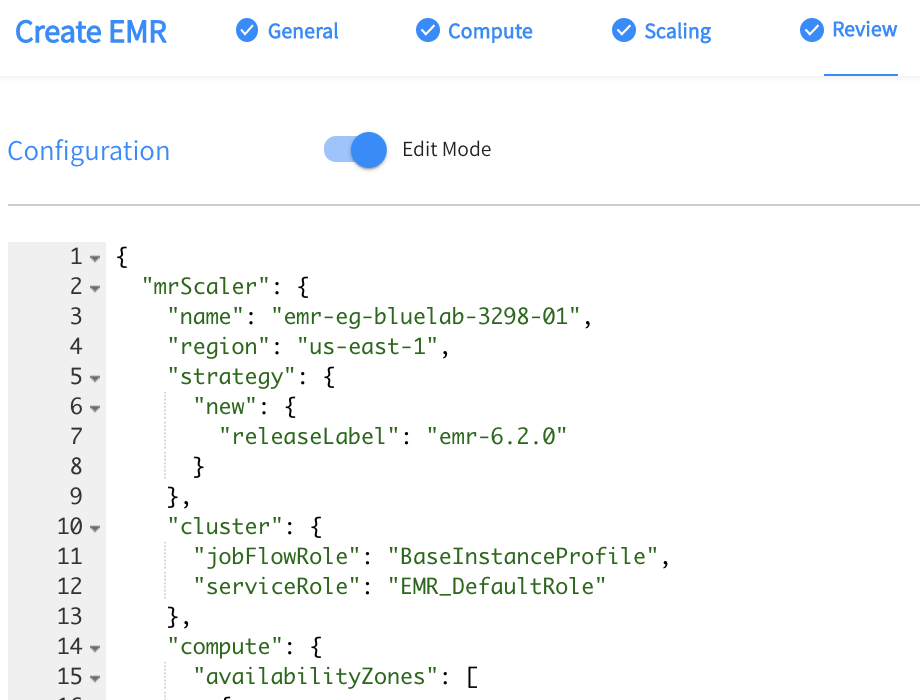 Create EMR General Compute Scaling Review
Configuration Edit Mode
1 {
2 "mrScaler": {
3 "name": "emr-eg-bluelab-3298-01",
4 "region": "us-east-1",
5 "strategy": {
6 "new": {
7 "releaseLabel": "emr-6.2.0"
8 }
9 },
10 "cluster": {
11 "jobFlowRole": "BaseInstanceProfile",
12 "serviceRole": "EMR_DefaultRole"
13 },
14 "compute": {
15 "availabilityZones": [